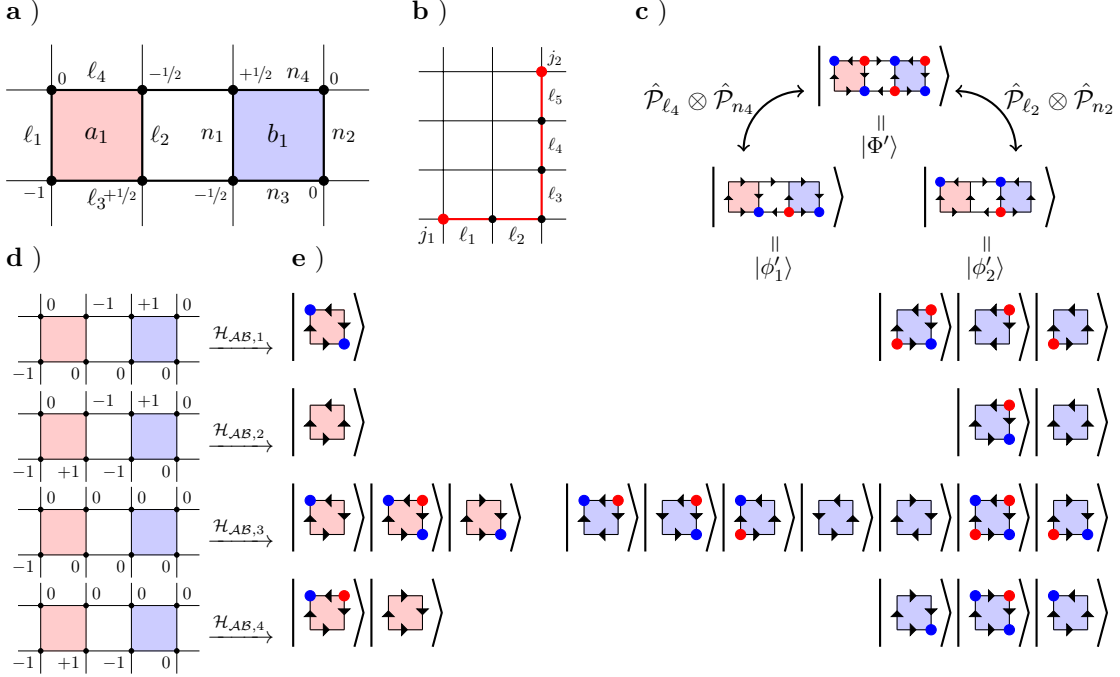 a )
b )
c )
0 ℓ4 −1/2 +1/2 n4 0
ℓ1 a1 ℓ2 n1 b1 n2
−1 ℓ3 +1/2 −1/2 n3 0
j2
ℓ5
ℓ4
ℓ3
j1 ℓ1 ℓ2
P̂ℓ4 ⊗ P̂n4
P̂ℓ2 ⊗ P̂n2
=
|Φ′⟩
= =
|ϕ′1⟩ |ϕ′2⟩
d )
e )
0 −1 +1 0
ℋ𝒜ℬ,1
−1 0 0 0
0 −1 +1 0
ℋ𝒜ℬ,2
−1 +1 −1 0
0 0 0 0
ℋ𝒜ℬ,3
−1 0 0 0
0 0 0 0
ℋ𝒜ℬ,4
−1 +1 −1 0